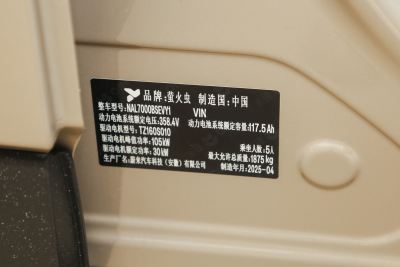 品牌:萤火虫 制造国:中国
整车型号:NAL7000BSEVY1 VIN
动力电池系统额定电压:358.4V 动力电池系统额定容量:117.5Ah
驱动电机型号:TZ160S010 乘坐人数:5人
驱动电机峰值功率:105kW 最大允许总质量:1875kg
驱动电机额定功率:30kW 制造年月:2025-04
生产厂名:蔚来汽车科技(安徽)有限公司